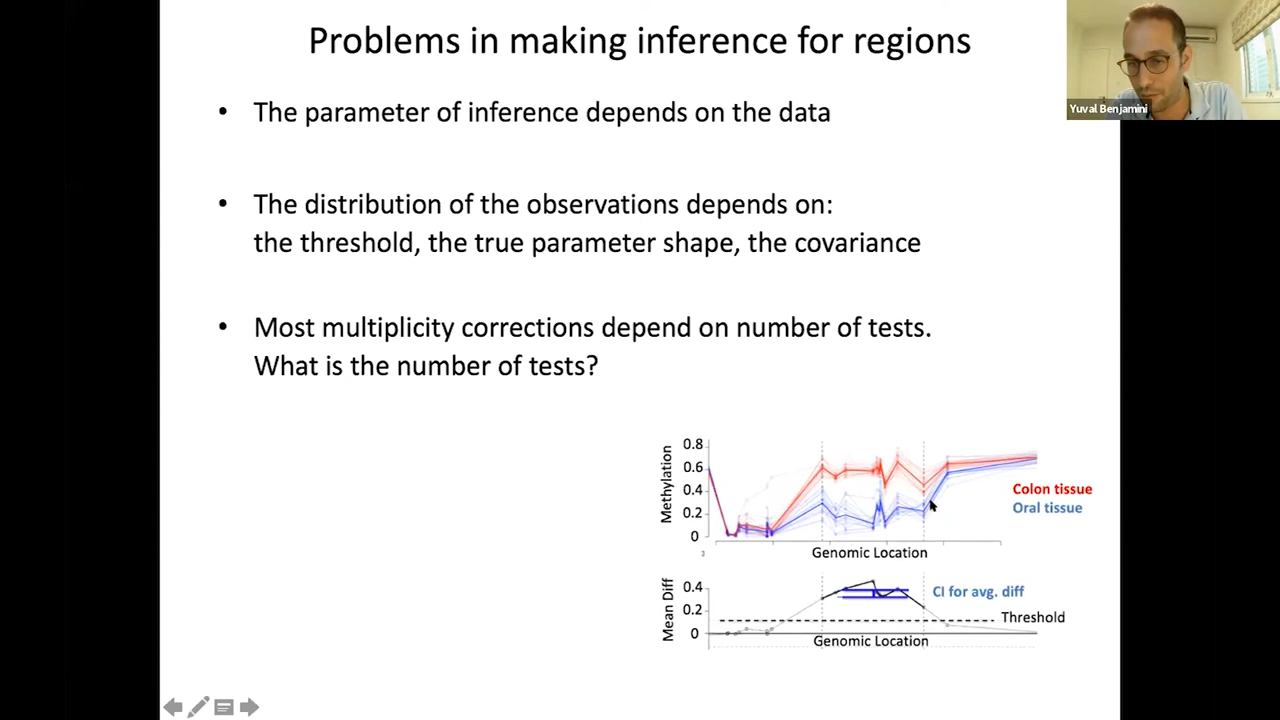 Problems in making inference for regions
Yuval Benjamini
• The parameter of inference depends on the data
• The distribution of the observations depends on:
the threshold, the true parameter shape, the covariance
• Most multiplicity corrections depend on number of tests.
What is the number of tests?
Methylation
0.8
0.6
0.4
0.2
0
Colon tissue
Oral tissue
3
Genomic Location
Mean Diff
0.4
0.2
0
CI for avg. diff
Threshold
Genomic Location